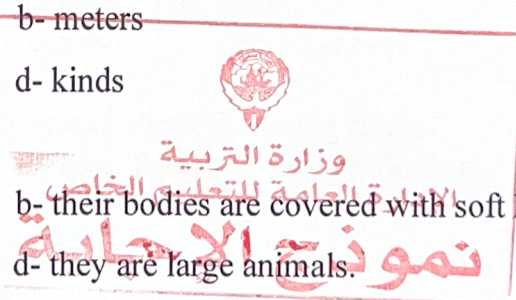 b- meters
d- kinds
وزارة التربية
الإدارة العامة للتعليم الخاص
b- their bodies are covered with soft
نموذج الإجابة
d- they are large animals.